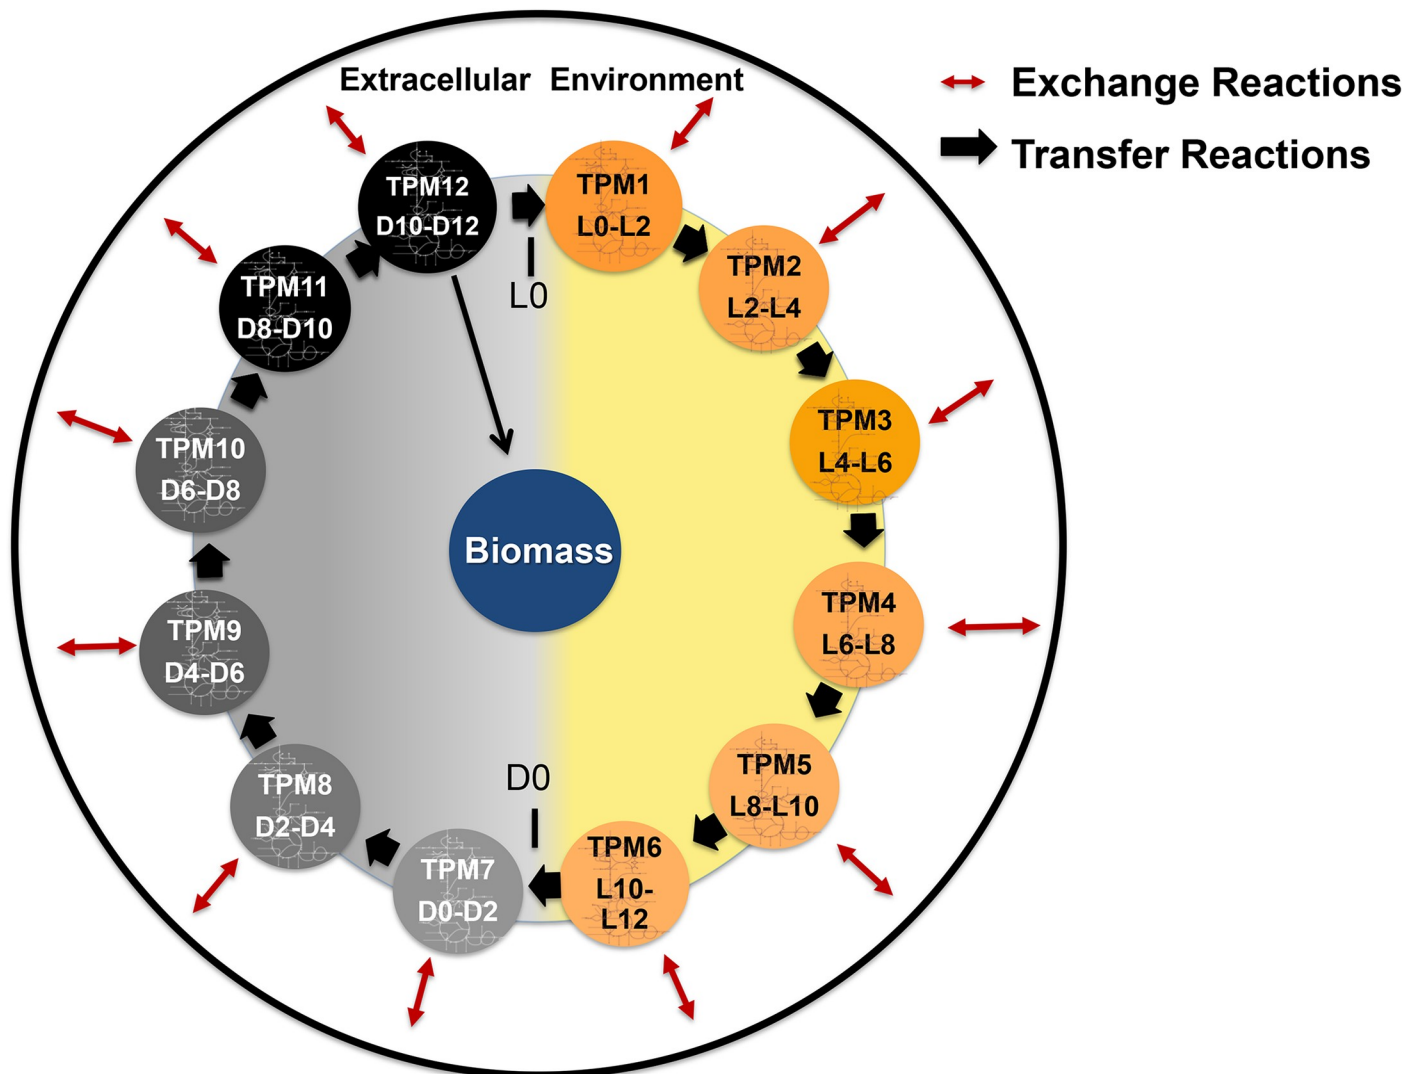 Extracellular Environment
Exchange Reactions
Transfer Reactions
TPM1
L0-L2
TPM2
L2-L4
TPM3
L4-L6
TPM4
L6-L8
TPM5
L8-L10
TPM6
L10-
L12
TPM7
D0-D2
TPM8
D2-D4
TPM9
D4-D6
TPM10
D6-D8
TPM11
D8-D10
TPM12
D10-D12
L0
Biomass
D0